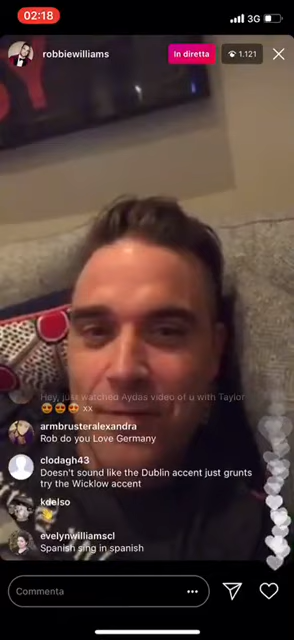 02:18
3G
robbiewilliams
In diretta
1.121
Hey, just watched Aydas video of u with Taylor
xx
armbrusteralexandra
Rob do you Love Germany
clodagh43
Doesn't sound like the Dublin accent just grunts
try the Wicklow accent
kdelso
evelynwilliamscl
Spanish sing in spanish
Commenta